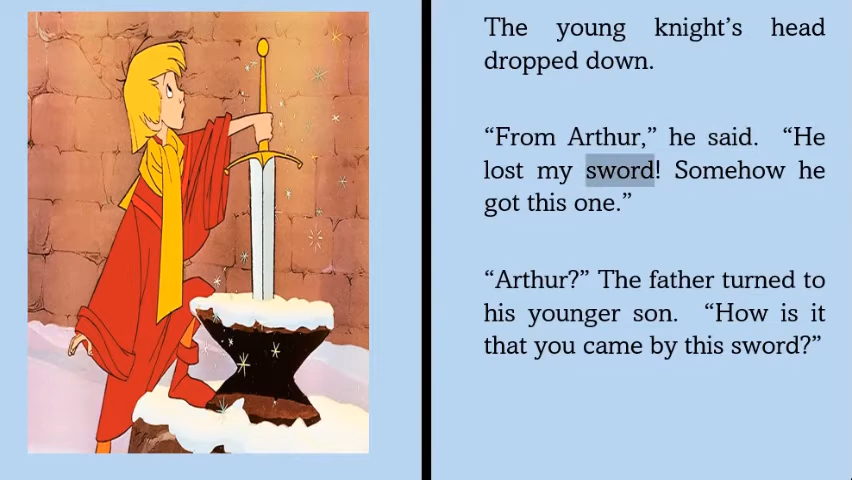 The young knight’s head
dropped down.
“From Arthur,” he said. “He
lost my sword! Somehow he
got this one.”
“Arthur?” The father turned to
his younger son. “How is it
that you came by this sword?”